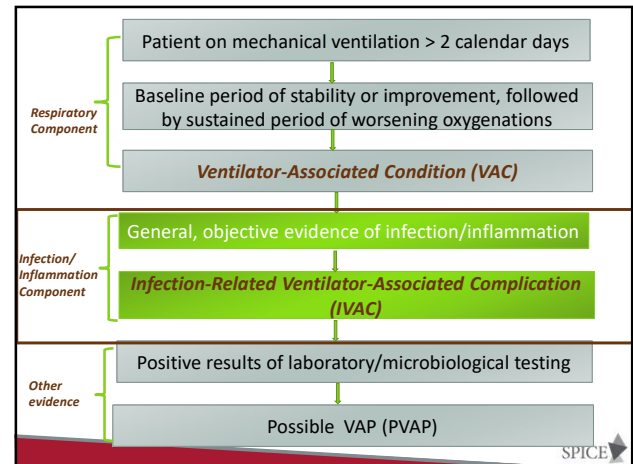 Patient on mechanical ventilation > 2 calendar days
Respiratory
Component
Baseline period of stability or improvement, followed
by sustained period of worsening oxygenations
Ventilator-Associated Condition (VAC)
Infection/
Inflammation
Component
General, objective evidence of infection/inflammation
Infection-Related Ventilator-Associated Complication
(IVAC)
Other
evidence
Positive results of laboratory/microbiological testing
Possible VAP (PVAP)
SPICE